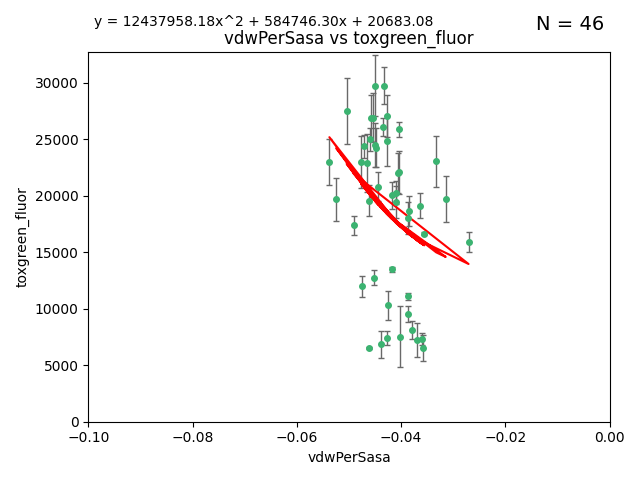 y = 12437958.18x^2 + 584746.30x + 20683.08
N = 46
vdwPerSasa vs toxgreen_fluor
30000
25000
20000
15000
10000
5000
0
toxgreen_fluor
−0.10 −0.08 −0.06 −0.04 −0.02 0.00
vdwPerSasa